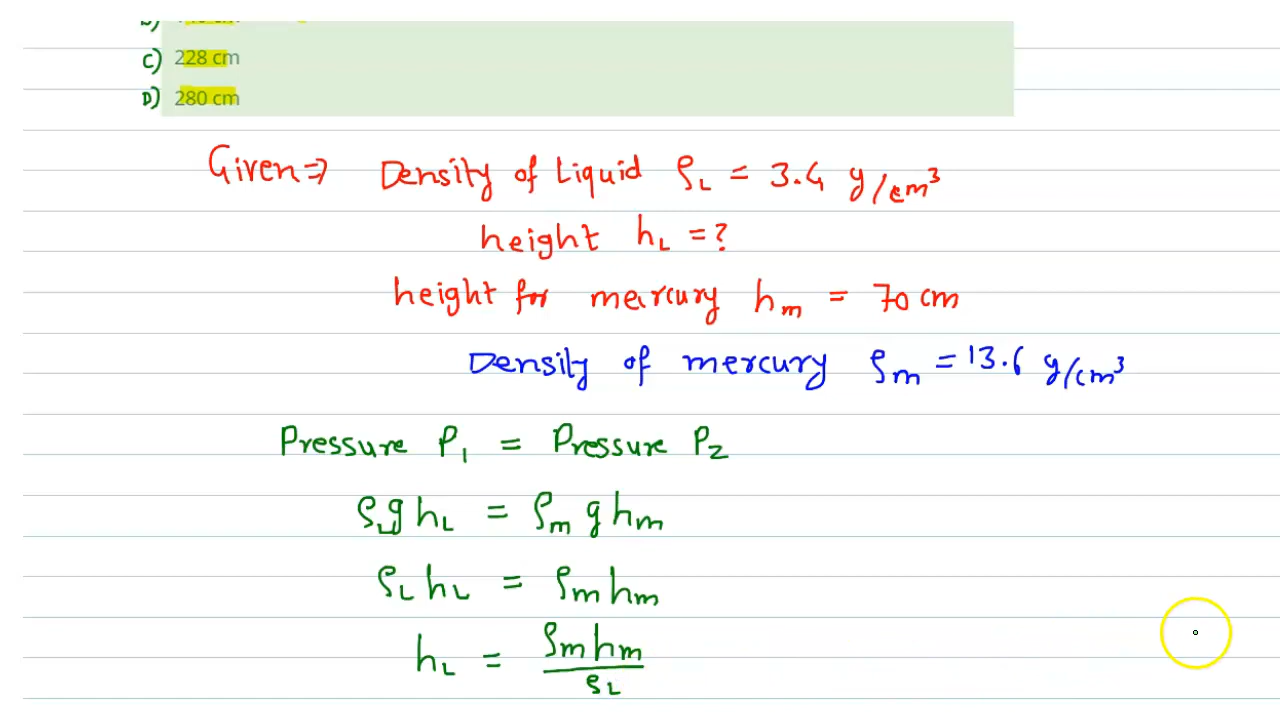 C) 228 cm
D) 280 cm
Given ⇒ Density of Liquid ρL = 3.4 g/cm³
height hL = ?
height for mercury hm = 70 cm
Density of mercury ρm = 13.6 g/cm³
Pressure P1 = Pressure P2
ρL g hL = ρm g hm
ρL hL = ρm hm
hL = ρm hm / ρL